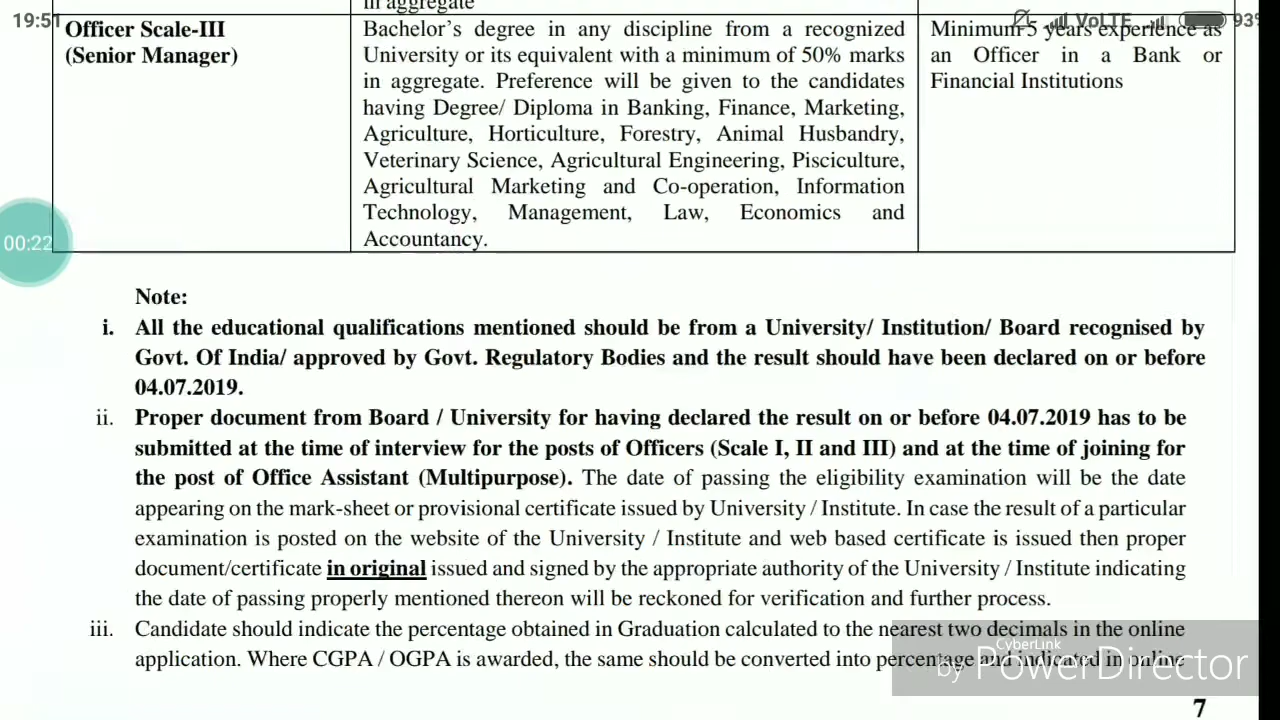 in aggregate
19:51
VoLTE
93%
Officer Scale-III
(Senior Manager)
Bachelor's degree in any discipline from a recognized
University or its equivalent with a minimum of 50% marks
in aggregate. Preference will be given to the candidates
having Degree/ Diploma in Banking, Finance, Marketing,
Agriculture, Horticulture, Forestry, Animal Husbandry,
Veterinary Science, Agricultural Engineering, Pisciculture,
Agricultural Marketing and Co-operation, Information
Technology, Management, Law, Economics and
Accountancy.
Minimum 5 years experience as
an Officer in a Bank or
Financial Institutions
00:22
Note:
i. All the educational qualifications mentioned should be from a University/ Institution/ Board recognised by
Govt. Of India/ approved by Govt. Regulatory Bodies and the result should have been declared on or before
04.07.2019.
ii. Proper document from Board / University for having declared the result on or before 04.07.2019 has to be
submitted at the time of interview for the posts of Officers (Scale I, II and III) and at the time of joining for
the post of Office Assistant (Multipurpose). The date of passing the eligibility examination will be the date
appearing on the mark-sheet or provisional certificate issued by University / Institute. In case the result of a particular
examination is posted on the website of the University / Institute and web based certificate is issued then proper
document/certificate in original issued and signed by the appropriate authority of the University / Institute indicating
the date of passing properly mentioned thereon will be reckoned for verification and further process.
iii. Candidate should indicate the percentage obtained in Graduation calculated to the nearest two decimals in the online
application. Where CGPA / OGPA is awarded, the same should be converted into percentage and indicated in online
CyberLink
by PowerDirector
7